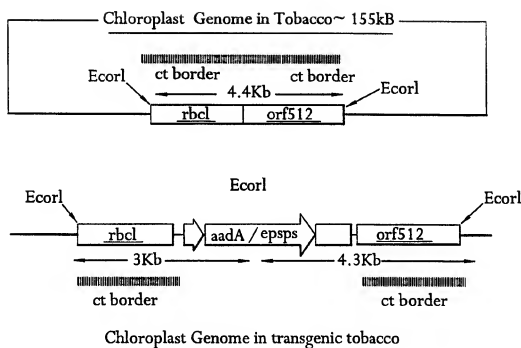 Chloroplast Genome in Tobacco~ 155kB
ct border ct border
Ecorl Ecorl
4.4Kb
rbcl orf512
Ecorl
Ecorl Ecorl
rbcl aadA / epsps orf512
3Kb 4.3Kb
ct border ct border
Chloroplast Genome in transgenic tobacco